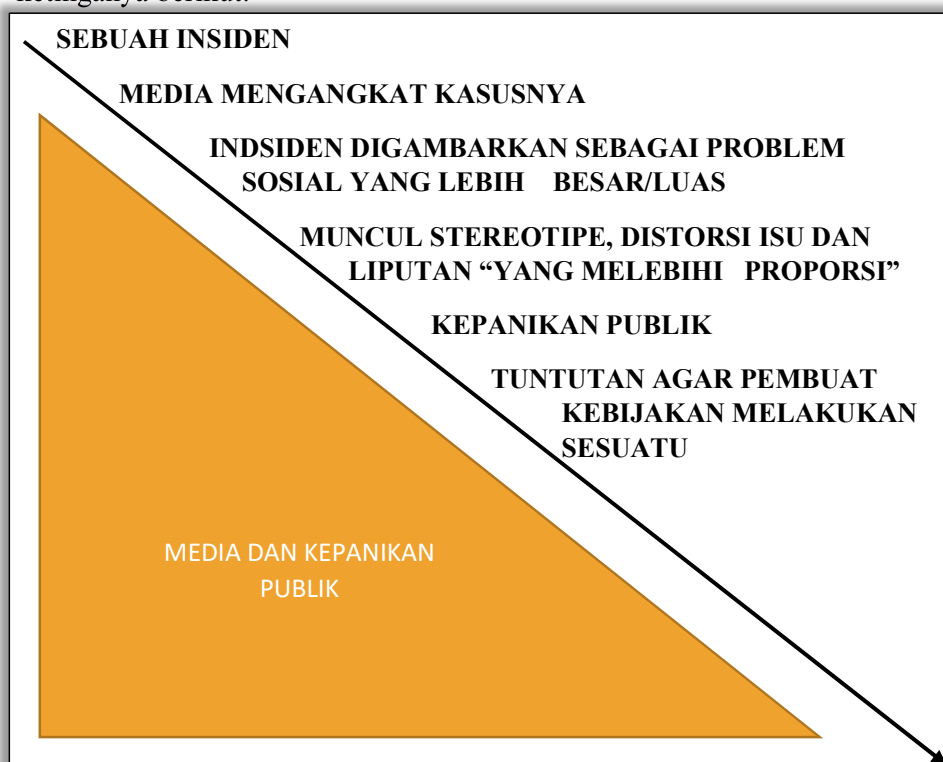 SEBUAH INSIDEN
MEDIA MENGANGKAT KASUSNYA
INDSIDEN DIGAMBARKAN SEBAGAI PROBLEM
SOSIAL YANG LEBIH BESAR/LUAS
MUNCUL STEREOTIPE, DISTORSI ISU DAN
LIPUTAN “YANG MELEBIHI PROPORSI”
KEPANIKAN PUBLIK
TUNTUTAN AGAR PEMBUAT
KEBIJAKAN MELAKUKAN
SESUATU
MEDIA DAN KEPANIKAN
PUBLIK